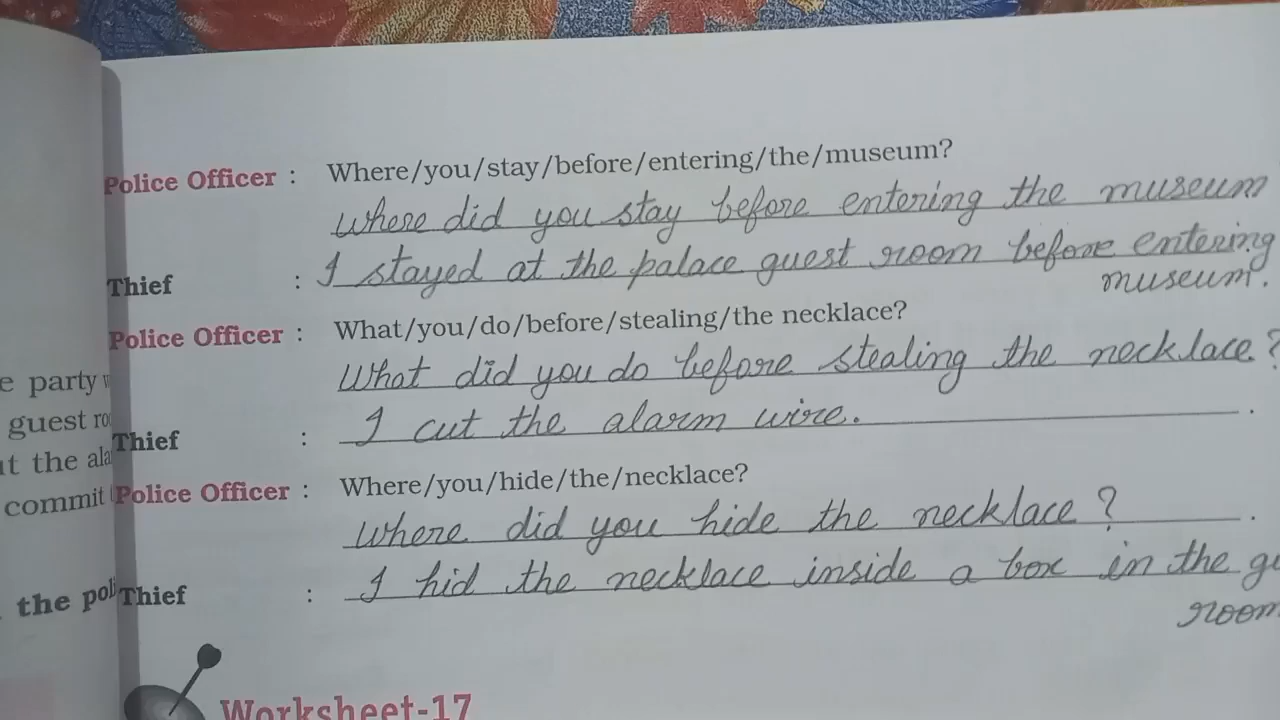 Police Officer : Where/you/stay/before/entering/the/museum?
Where did you stay before entering the museum
Thief : I stayed at the palace guest room before entering
museum.
Police Officer : What/you/do/before/stealing/the necklace?
What did you do before stealing the necklace?
e party
guest
Thief : I cut the alarm wire. .
t the
commit
Police Officer : Where/you/hide/the/necklace?
Where did you hide the necklace? .
the
Thief : I hid the necklace inside a box in the
room
Worksheet-17